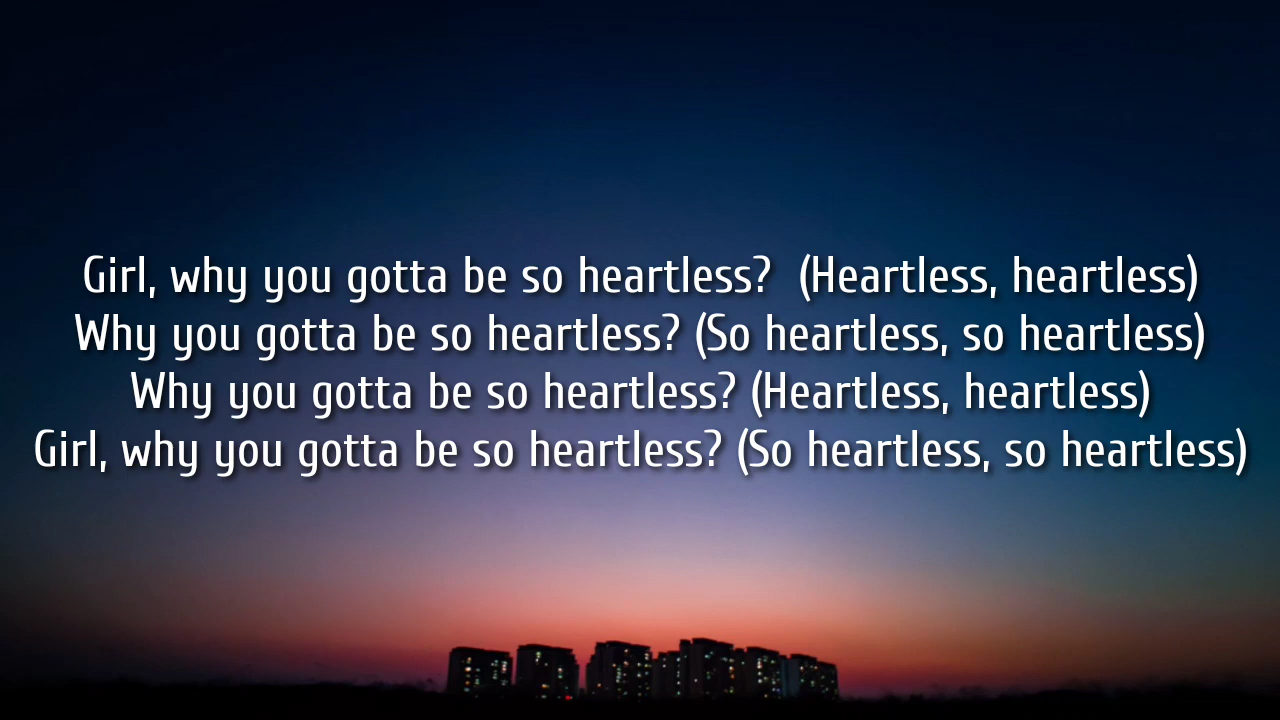 Girl, why you gotta be so heartless?  (Heartless, heartless)
Why you gotta be so heartless? (So heartless, so heartless)
Why you gotta be so heartless? (Heartless, heartless)
Girl, why you gotta be so heartless? (So heartless, so heartless)